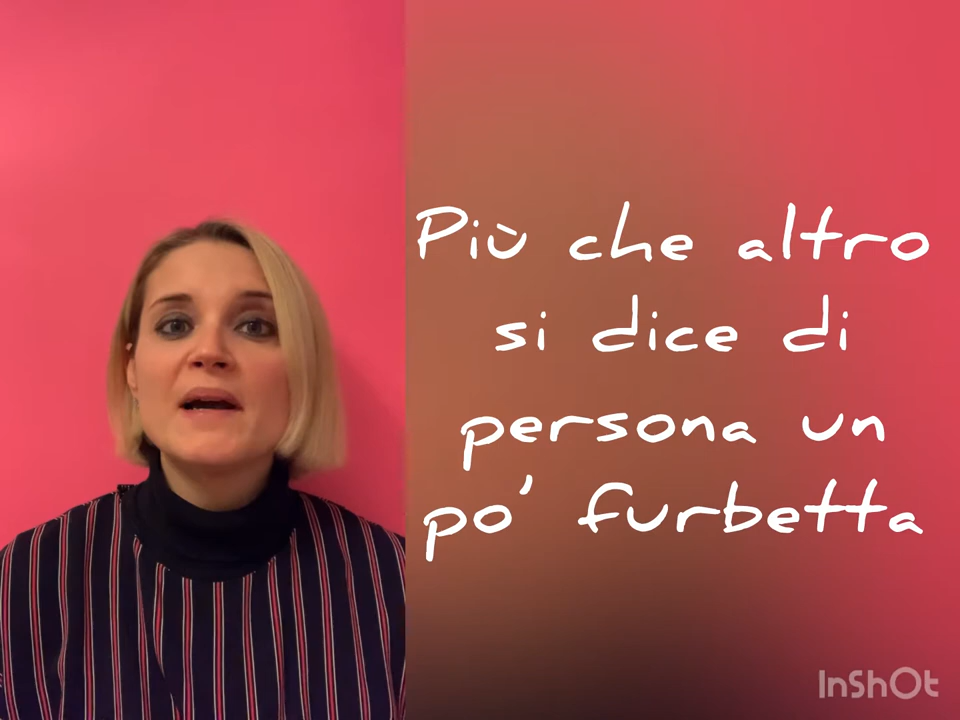 Più che altro
si dice di
persona un
po' furbetta
InShOt